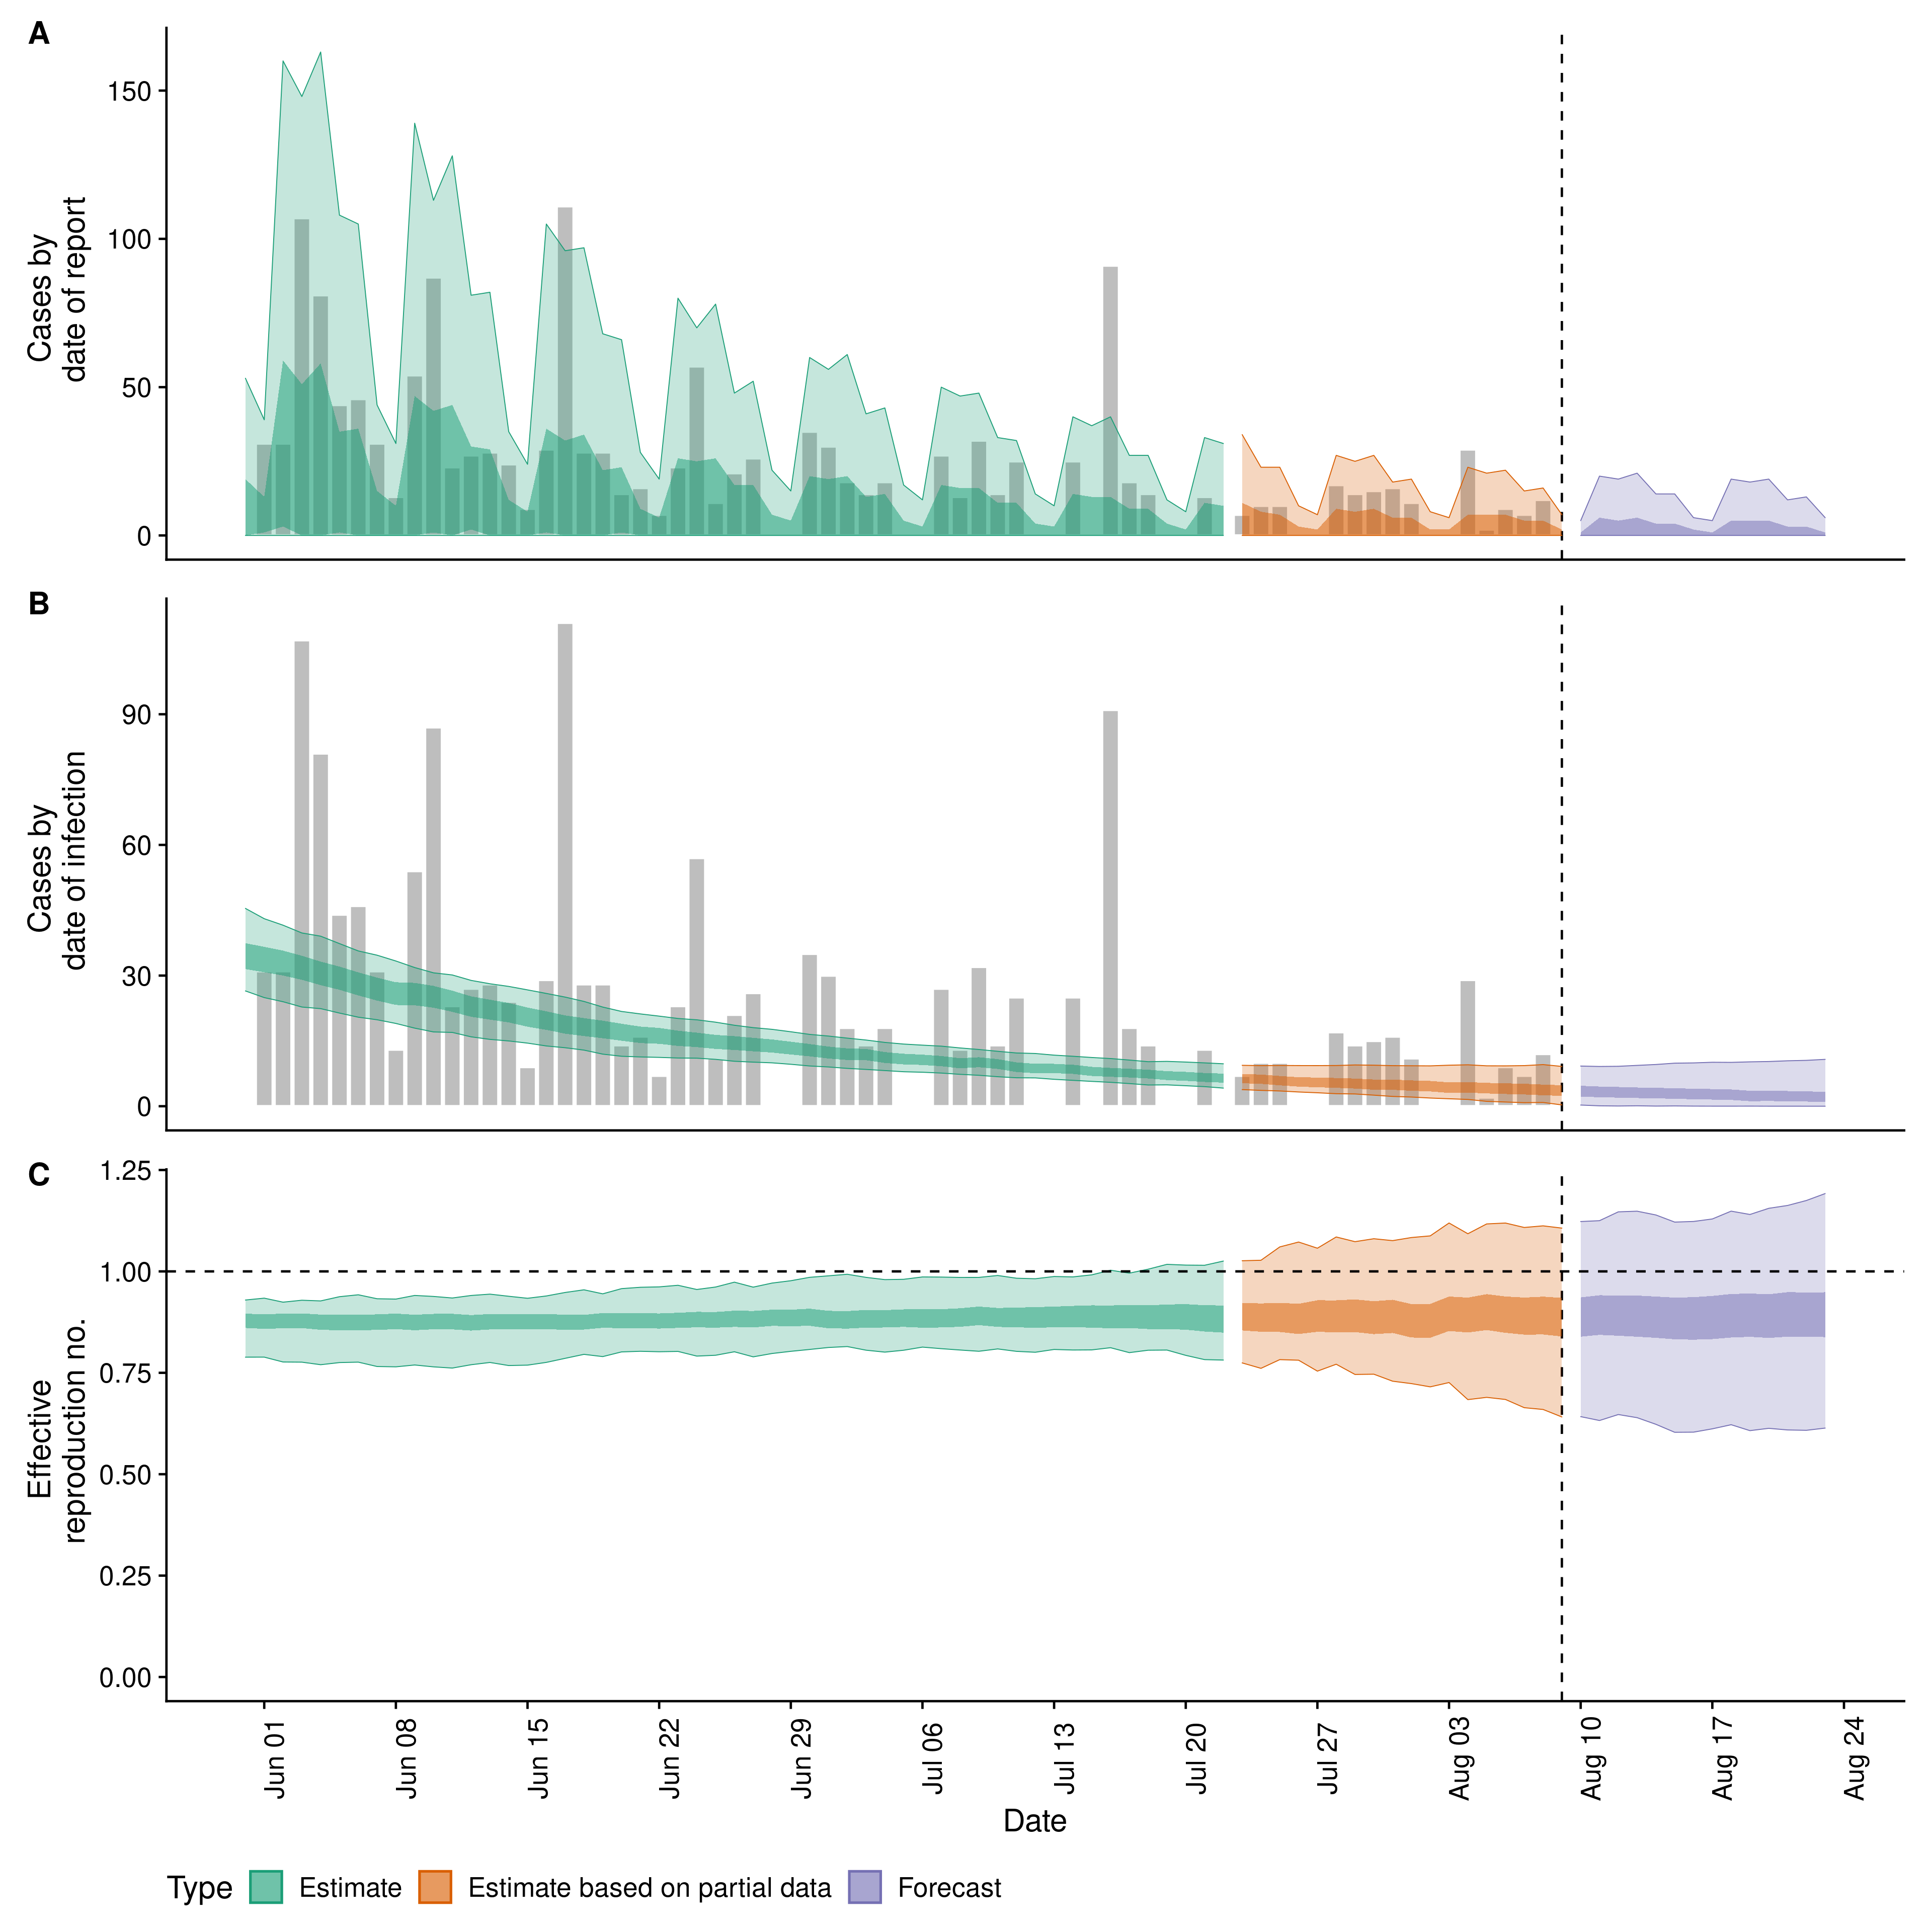 A
Cases by
date of report
150
100
50
0
B
Cases by
date of infection
90
60
30
0
C
Effective
reproduction no.
1.25
1.00
0.75
0.50
0.25
0.00
Jun 01
Jun 08
Jun 15
Jun 22
Jun 29
Jul 06
Jul 13
Jul 20
Jul 27
Aug 03
Aug 10
Aug 17
Aug 24
Date
Type Estimate Estimate based on partial data Forecast